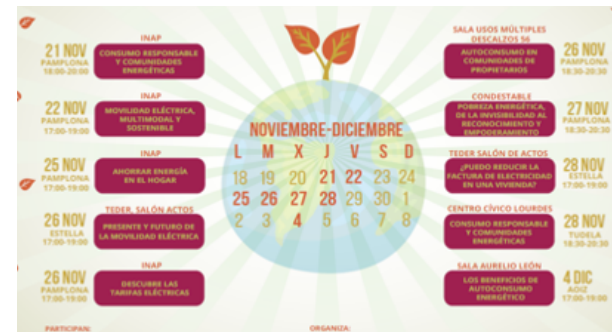 INAP
21 NOV
PAMPLONA
18:00-20:00
CONSUMO RESPONSABLE
Y COMUNIDADES
ENERGÉTICAS
INAP
22 NOV
PAMPLONA
17:00-19:00
MOVILIDAD ELÉCTRICA,
MULTIMODAL Y
SOSTENIBLE
INAP
25 NOV
PAMPLONA
17:00-19:00
AHORRAR ENERGÍA
EN EL HOGAR
TEDER, SALÓN ACTOS
26 NOV
ESTELLA
17:00-19:00
PRESENTE Y FUTURO DE
LA MOVILIDAD ELÉCTRICA
INAP
26 NOV
PAMPLONA
17:00-19:00
DESCUBRE LAS
TARIFAS ELÉCTRICAS
PARTICIPAN:
NOVIEMBRE-DICIEMBRE
L M X J V S D
18 19 20 21 22 23 24
25 26 27 28 29 30 1
2 3 4 5 6 7 8
ORGANIZA:
SALA USOS MÚLTIPLES
DESCALZOS 56
AUTOCONSUMO EN
COMUNIDADES DE
PROPIETARIOS
26 NOV
PAMPLONA
18:30-20:30
CONDESTABLE
POBREZA ENERGÉTICA,
DE LA INVISIBILIDAD AL
RECONOCIMIENTO Y
EMPODERAMIENTO
27 NOV
PAMPLONA
18:30-20:30
TEDER SALÓN DE ACTOS
¿PUEDO REDUCIR LA
FACTURA DE ELECTRICIDAD
EN UNA VIVIENDA?
28 NOV
ESTELLA
17:00-19:00
CENTRO CÍVICO LOURDES
CONSUMO RESPONSABLE
Y COMUNIDADES
ENERGÉTICAS
28 NOV
TUDELA
18:30-20:30
SALA AURELIO LEÓN
LOS BENEFICIOS DE
AUTOCONSUMO
ENERGÉTICO
4 DIC
AOIZ
17:00-19:00